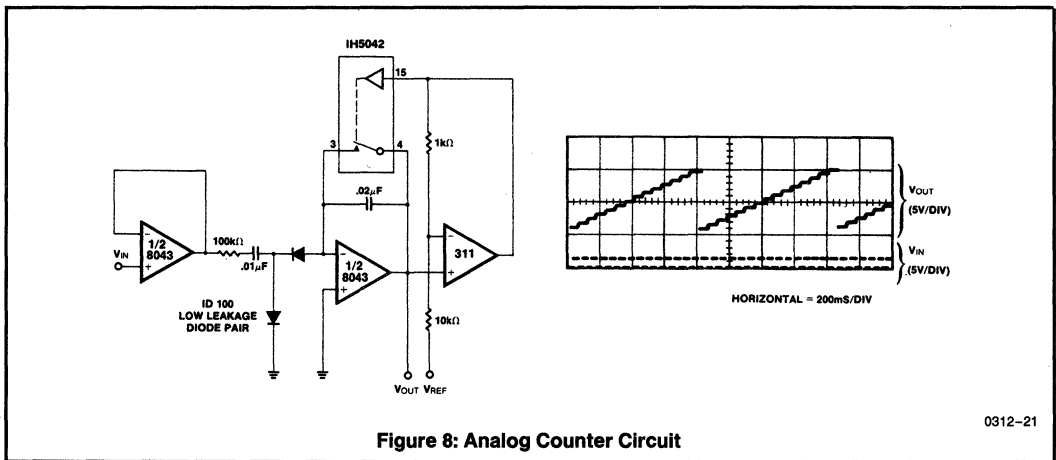 IH5042
15
3
4
1kΩ
.02μF
100kΩ
.01μF
VIN
−
+
1/2
8043
−
+
1/2
8043
−
+
311
10kΩ
ID 100
LOW LEAKAGE
DIODE PAIR
VOUT VREF
VOUT
(5V/DIV)
VIN
(5V/DIV)
HORIZONTAL = 200mS/DIV
0312–21
Figure 8: Analog Counter Circuit